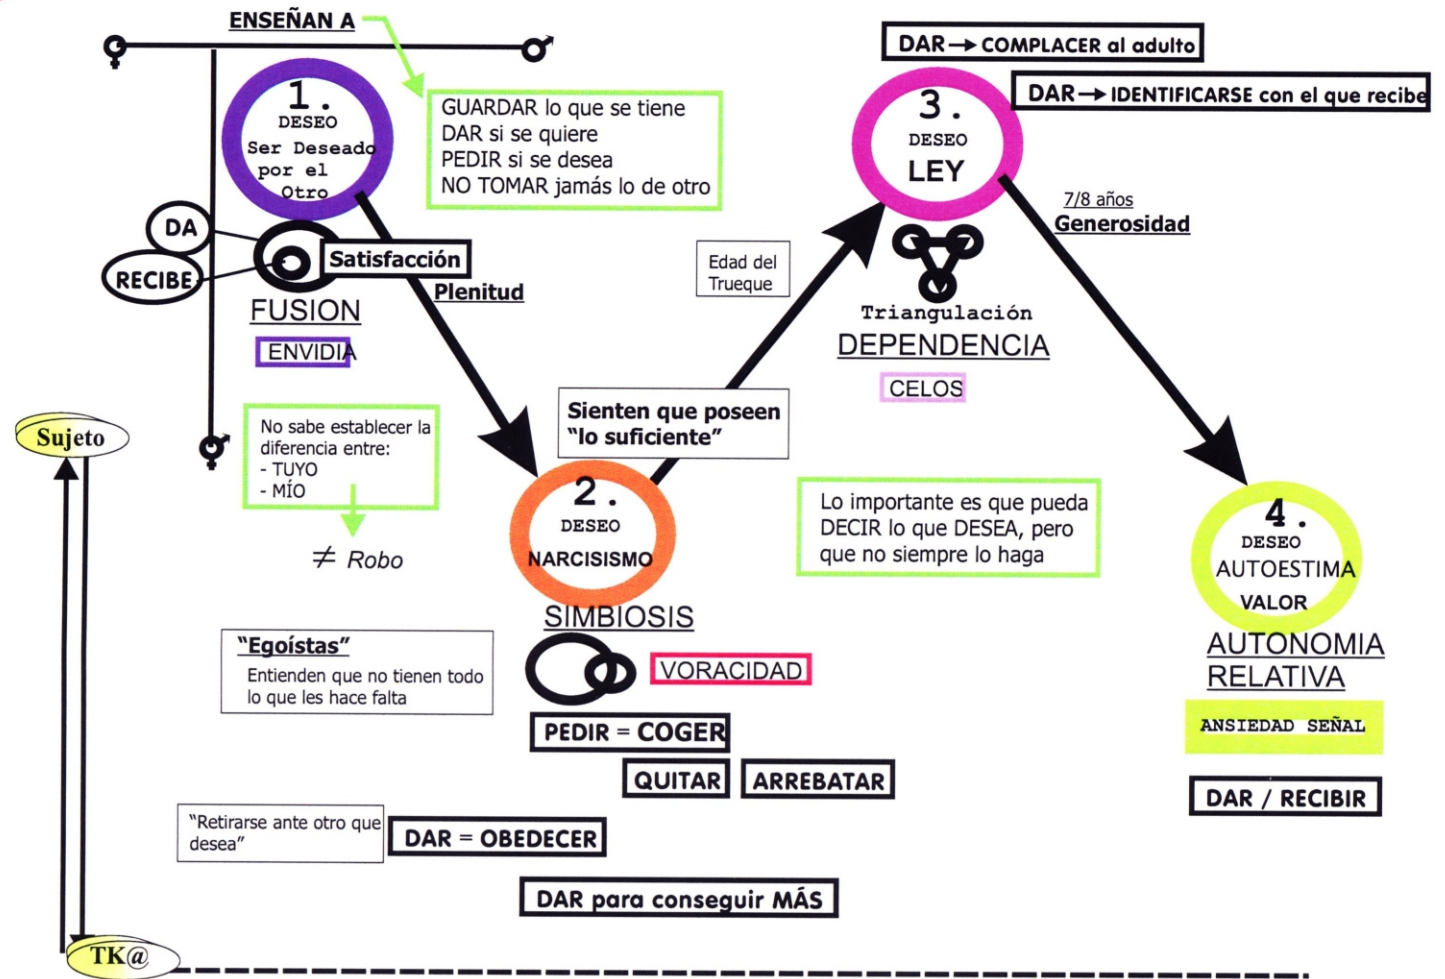 ENSEÑAN A
1.
DESEO
Ser Deseado
por el
Otro
GUARDAR lo que se tiene
DAR si se quiere
PEDIR si se desea
NO TOMAR jamás lo de otro
DA
RECIBE
Satisfacción
Plenitud
FUSION
ENVIDIA
No sabe establecer la
diferencia entre:
- TUYO
- MÍO
≠ Robo
Sujeto
DAR → COMPLACER al adulto
DAR → IDENTIFICARSE con el que recibe
3.
DESEO
LEY
7/8 años
Generosidad
Edad del
Trueque
Triangulación
DEPENDENCIA
CELOS
Sienten que poseen
“lo suficiente”
2.
DESEO
NARCISISMO
SIMBIOSIS
VORACIDAD
Lo importante es que pueda
DECIR lo que DESEA, pero
que no siempre lo haga
4.
DESEO
AUTOESTIMA
VALOR
AUTONOMIA
RELATIVA
ANSIEDAD SEÑAL
DAR / RECIBIR
“Egoístas”
Entienden que no tienen todo
lo que les hace falta
PEDIR = COGER
QUITAR
ARREBATAR
“Retirarse ante otro que
desea”
DAR = OBEDECER
DAR para conseguir MÁS
TK@